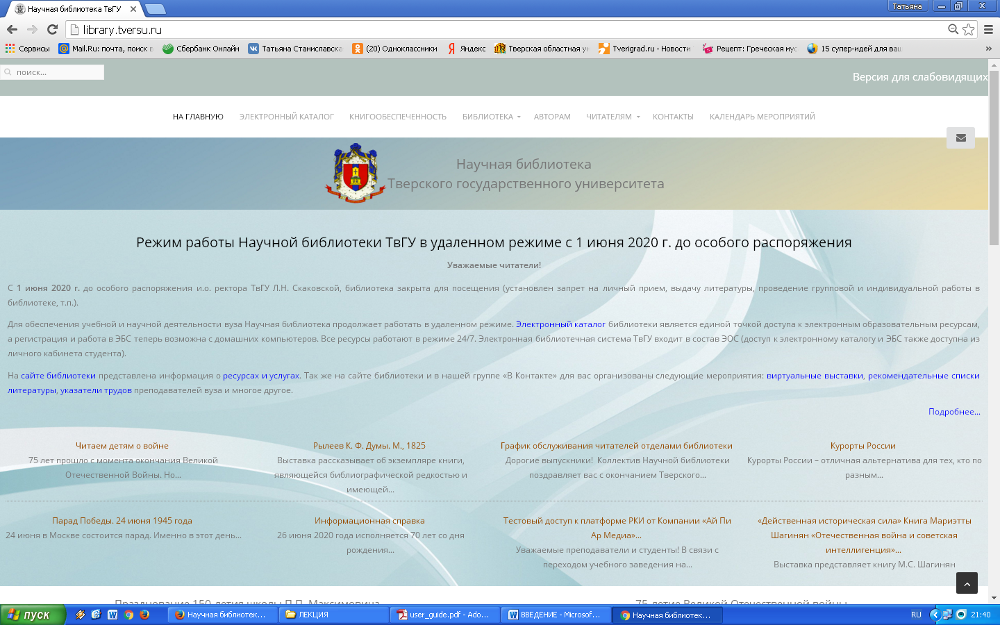 Научная библиотека ТвГУ
Татьяна
library.tversu.ru
Сервисы
Mail.Ru: почта, поиск в
Сбербанк Онлайн
Татьяна Станиславска
(20) Одноклассники
Яндекс
Тверская областная ун
Tverigrad.ru - Новости
Рецепт: Греческая мус
15 супер-идей для ваш
поиск...
Версия для слабовидящих
НА ГЛАВНУЮ ЭЛЕКТРОННЫЙ КАТАЛОГ КНИГООБЕСПЕЧЕННОСТЬ БИБЛИОТЕКА АВТОРАМ ЧИТАТЕЛЯМ КОНТАКТЫ КАЛЕНДАРЬ МЕРОПРИЯТИЙ
Научная библиотека
Тверского государственного университета
Режим работы Научной библиотеки ТвГУ в удаленном режиме с 1 июня 2020 г. до особого распоряжения
Уважаемые читатели!
С 1 июня 2020 г. до особого распоряжения и.о. ректора ТвГУ Л.Н. Скаковской, библиотека закрыта для посещения (установлен запрет на личный прием, выдачу литературы, проведение групповой и индивидуальной работы в
библиотеке, т.п.).
Для обеспечения учебной и научной деятельности вуза Научная библиотека продолжает работать в удаленном режиме. Электронный каталог библиотеки является единой точкой доступа к электронным образовательным ресурсам,
а регистрация и работа в ЭБС теперь возможна с домашних компьютеров. Все ресурсы работают в режиме 24/7. Электронная библиотечная система ТвГУ входит в состав ЭОС (доступ к электронному каталогу и ЭБС также доступна из
личного кабинета студента).
На сайте библиотеки представлена информация о ресурсах и услугах. Так же на сайте библиотеки и в нашей группе «В Контакте» для вас организованы следующие мероприятия: виртуальные выставки, рекомендательные списки
литературы, указатели трудов преподавателей вуза и многое другое.
Подробнее...
Читаем детям о войне
75 лет прошло с момента окончания Великой
Отечественной Войны. Но...
Рылеев К. Ф. Думы. М., 1825
Выставка рассказывает об экземпляре книги,
являющейся библиографической редкостью и
имеющей...
График обслуживания читателей отделами библиотеки
Дорогие выпускники! Коллектив Научной библиотеки
поздравляет вас с окончанием Тверского...
Курорты России
Курорты России – отличная альтернатива для тех, кто по
разным...
Парад Победы. 24 июня 1945 года
24 июня в Москве состоится парад. Именно в этот день...
Информационная справка
26 июня 2020 года исполняется 70 лет со дня
рождения...
Тестовый доступ к платформе РКИ от Компании «Ай Пи
Ар Медиа»...
Уважаемые преподаватели и студенты! В связи с
переходом учебного заведения на...
«Действенная историческая сила» Книга Мариэтты
Шагинян «Отечественная война и советская
интеллигенция»...
Выставка представляет книгу М.С. Шагинян
Празднование 150-летия школы П.П. Максимовича
75-летие Великой Отечественной войны
пуск
Научная библиотек...
ЛЕКЦИЯ
user_guide.pdf - Ado...
ВВЕДЕНИЕ - Microsof...
Научная библиотек...
RU
21:40